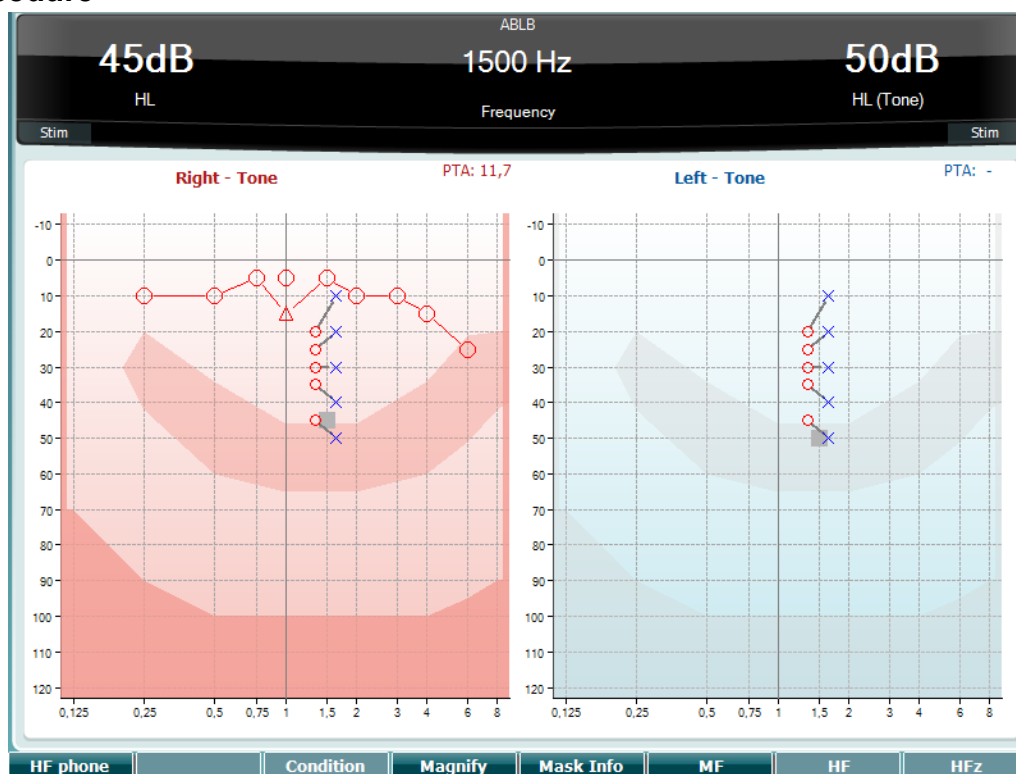 ABLB
45dB 1500 Hz 50dB
HL Frequency HL (Tone)
Stim Stim
Right - Tone PTA: 11,7 Left - Tone PTA: -
-10 -10
0 0
10 10
20 20
30 30
40 40
50 50
60 60
70 70
80 80
90 90
100 100
110 110
120 120
0,125 0,25 0,5 0,75 1 1,5 2 3 4 6 8 0,125 0,25 0,5 0,75 1 1,5 2 3 4 6 8
HF phone Condition Magnify Mask Info MF HF HFz